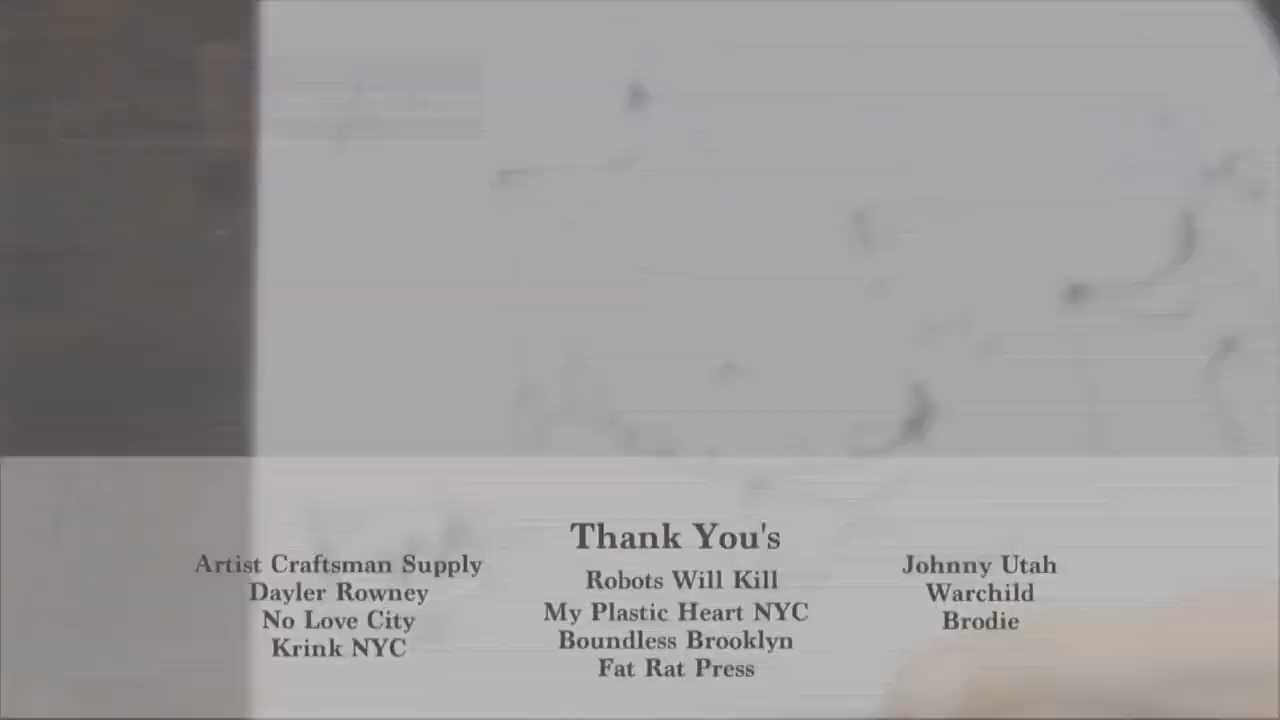 Thank You's
Artist Craftsman Supply
Dayler Rowney
No Love City
Krink NYC
Robots Will Kill
My Plastic Heart NYC
Boundless Brooklyn
Fat Rat Press
Johnny Utah
Warchild
Brodie